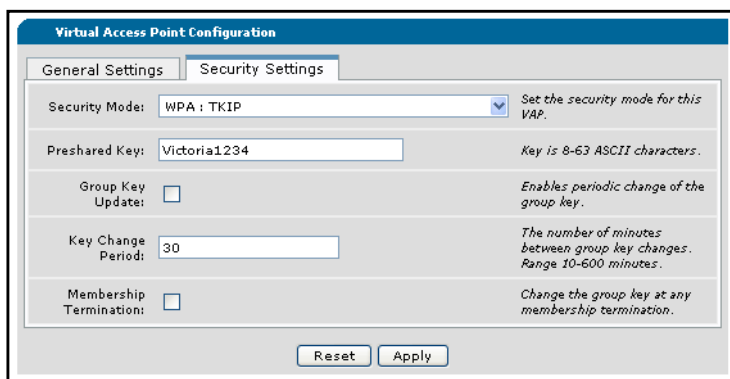 Virtual Access Point Configuration
General Settings
Security Settings
Security Mode:
WPA : TKIP
Set the security mode for this
VAP.
Preshared Key:
Victoria1234
Key is 8-63 ASCII characters.
Group Key
Update:
Enables periodic change of the
group key.
Key Change
Period:
30
The number of minutes
between group key changes.
Range 10-600 minutes.
Membership
Termination:
Change the group key at any
membership termination.
Reset
Apply